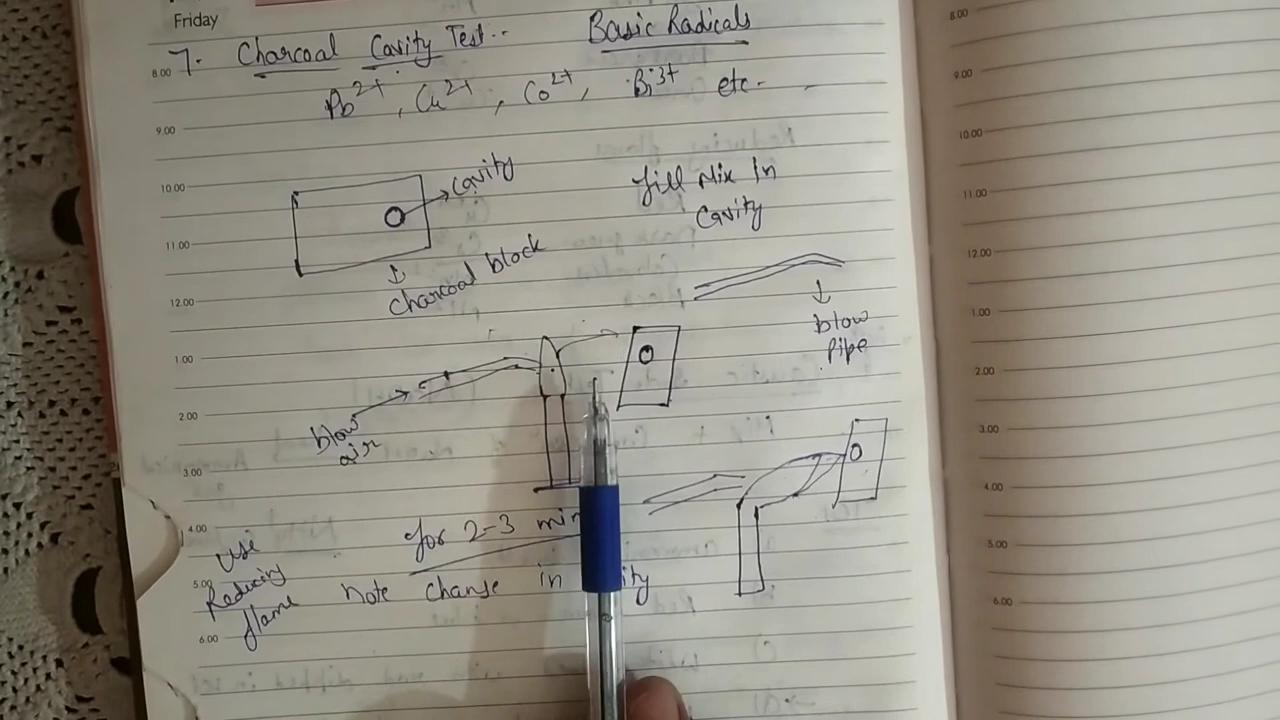 Friday
7. Charcoal Cavity Test.. Basic Radicals
8.00
Pb2+, Cu2+, Co2+, Bi3+ etc.
9.00
10.00
cavity
fill Mix in
Cavity
11.00
charcoal block
12.00
blow
Pipe
1.00
2.00
blow
air
3.00
4.00
for 2-3 min
Use
Reducing
flame
5.00
Note change in
ity
6.00
8.00
9.00
10.00
11.00
12.00
1.00
2.00
3.00
4.00
5.00
6.00